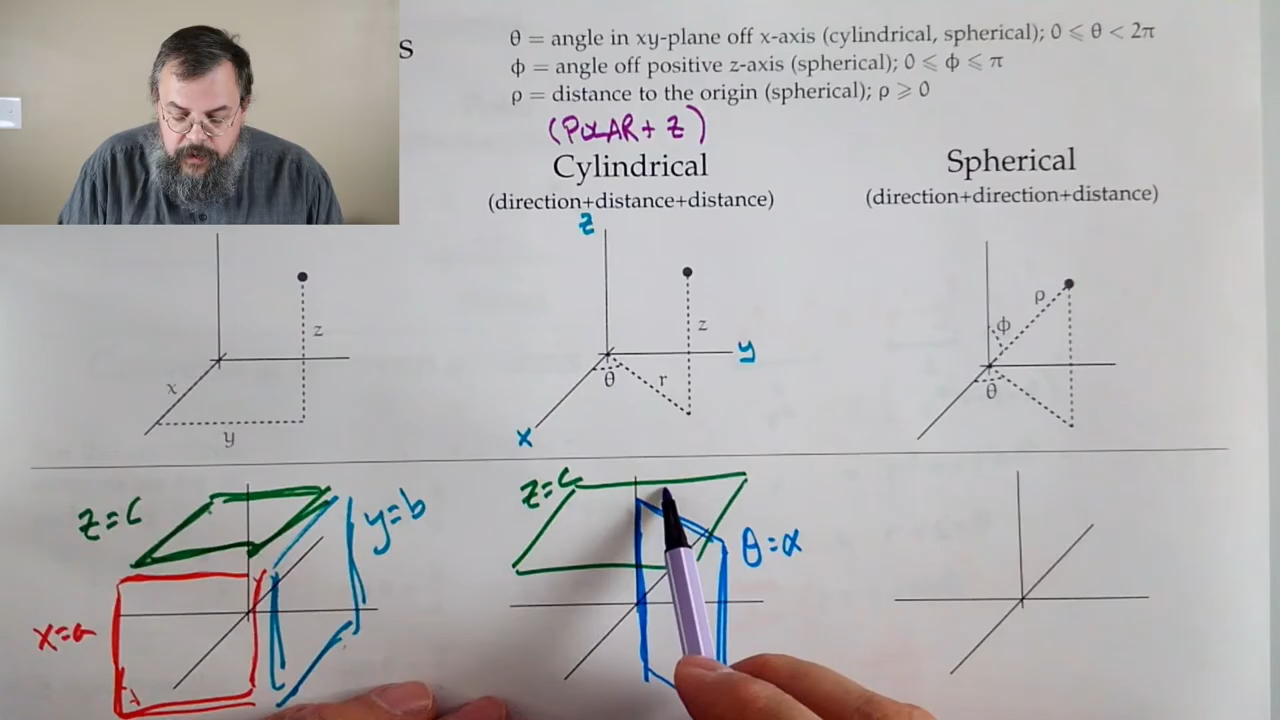 s
θ = angle in xy-plane off x-axis (cylindrical, spherical); 0 ⩽ θ < 2π
ϕ = angle off positive z-axis (spherical); 0 ⩽ ϕ ⩽ π
ρ = distance to the origin (spherical); ρ ⩾ 0
(POLAR + z)
Cylindrical
(direction+distance+distance)
Spherical
(direction+direction+distance)
x
y
z
z
y
x
θ
r
z
ρ
ϕ
θ
z=c
y=b
x=a
z=c
θ=α